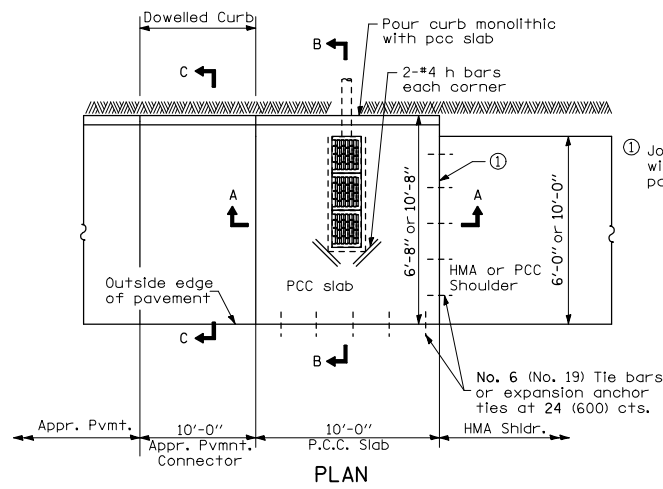 Dowelled Curb
B
Pour curb monolithic
with pcc slab
C
2-#4 h bars
each corner
1
1 Jo
wi
po
A
A
6'-8" or 10'-8"
6'-0" or 10'-0"
HMA or PCC
Shoulder
Outside edge
of pavement
PCC slab
C
B
No. 6 (No. 19) Tie bars
or expansion anchor
ties at 24 (600) cts.
Appr. Pvmt.
10'-0"
Appr. Pvmnt.
Connector
10'-0"
P.C.C. Slab
HMA Shldr.
PLAN